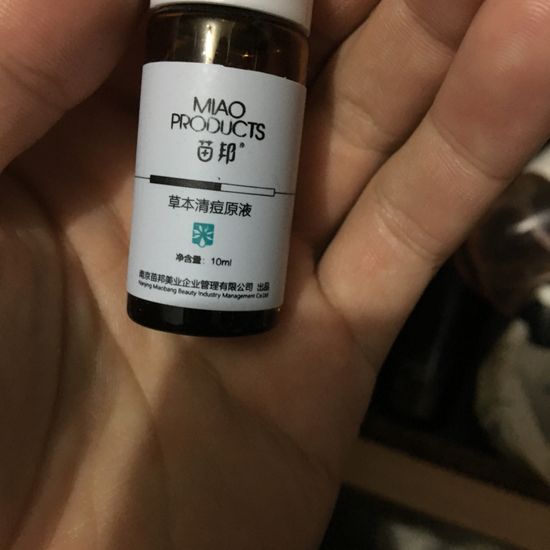 MIAO
PRODUCTS
苗邦®
草本清痘原液
净含量：10ml
南京苗邦美业企业管理有限公司 出品
Nanjing Miaobang Beauty Industry Management Co.Ltd